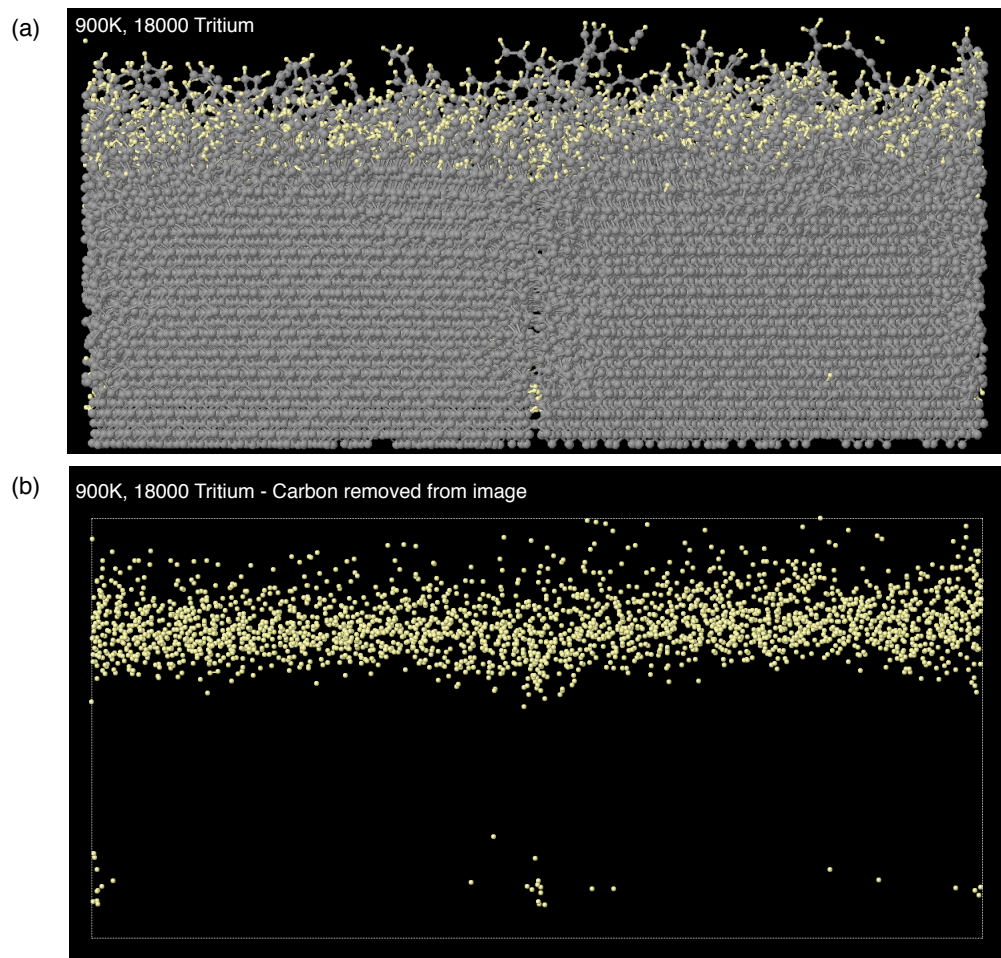 (a)
900K, 18000 Tritium
(b)
900K, 18000 Tritium - Carbon removed from image